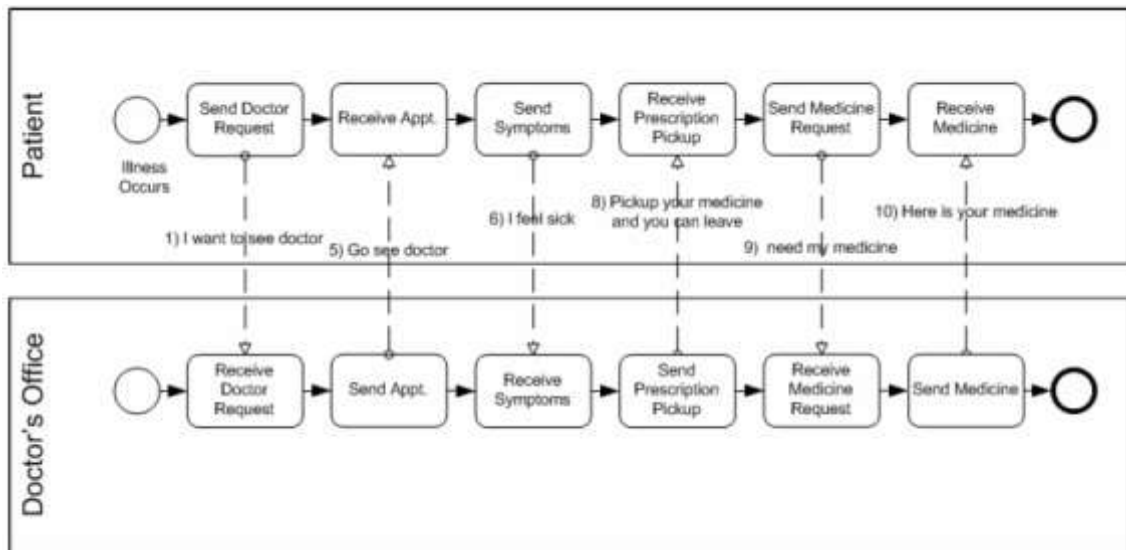 Patient
Send Doctor
Request
Receive Appt.
Send
Symptoms
Receive
Prescription
Pickup
Send Medicine
Request
Receive
Medicine
Illness
Occurs
1) I want to see doctor
5) Go see doctor
6) I feel sick
8) Pickup your medicine
and you can leave
9) need my medicine
10) Here is your medicine
Doctor's Office
Receive
Doctor
Request
Send Appt.
Receive
Symptoms
Send
Prescription
Pickup
Receive
Medicine
Request
Send Medicine